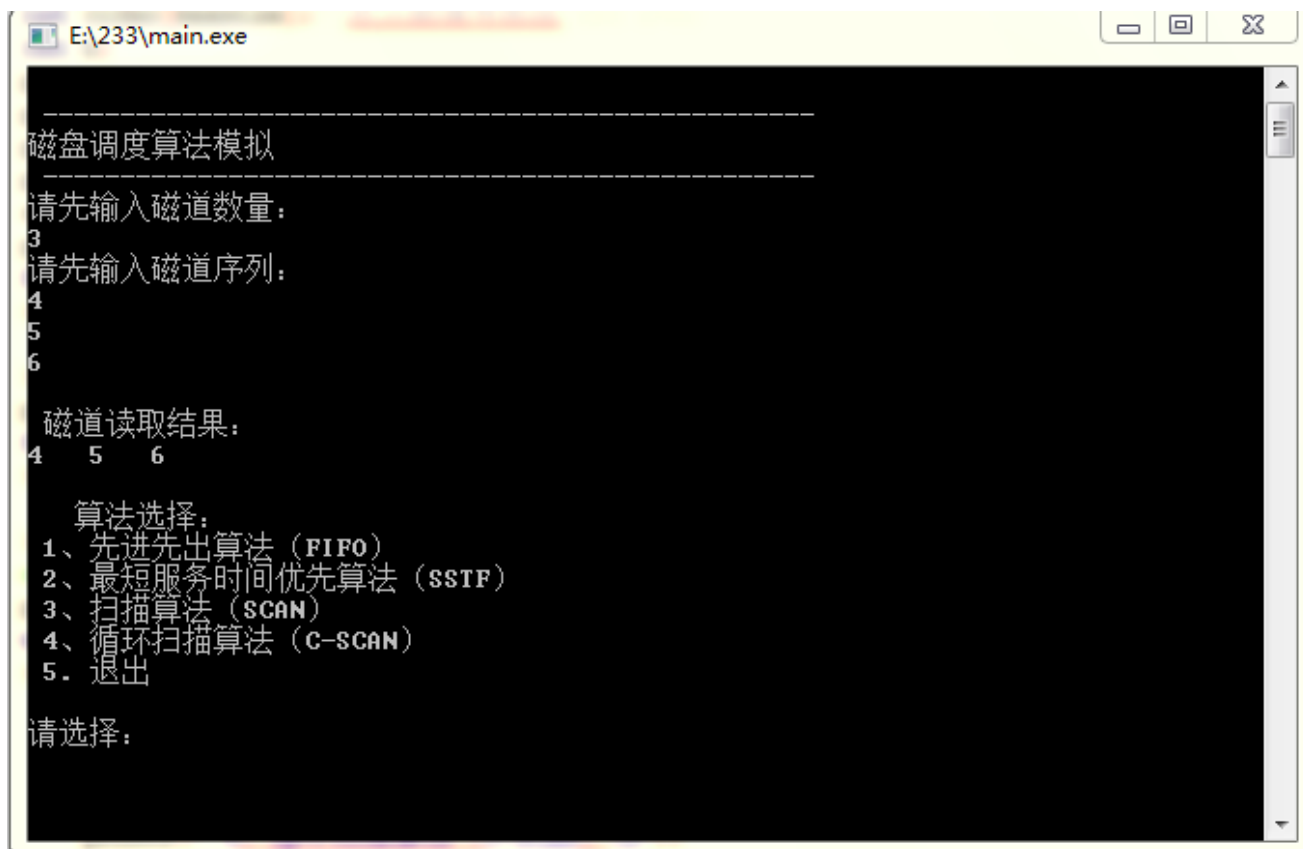 E:\233\main.exe
--------------------------------------------------
磁盘调度算法模拟
--------------------------------------------------
请先输入磁道数量：
3
请先输入磁道序列：
4
5
6
磁道读取结果：
4 5 6
算法选择：
1、先进先出算法（FIFO）
2、最短服务时间优先算法（SSTF）
3、扫描算法（SCAN）
4、循环扫描算法（C-SCAN）
5. 退出
请选择：